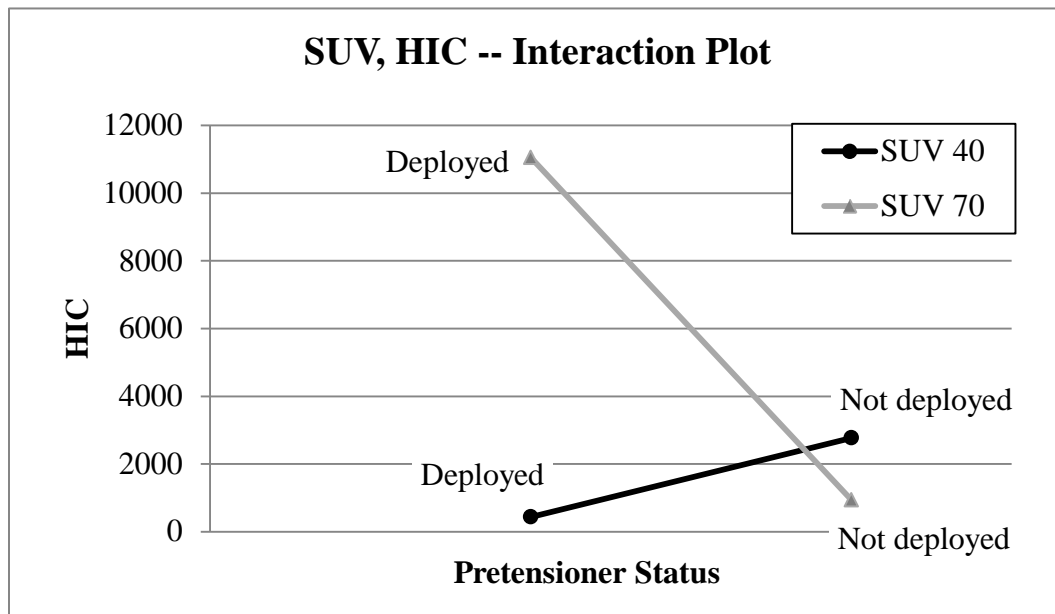 SUV, HIC -- Interaction Plot
12000
10000
8000
6000
4000
2000
0
HIC
Deployed
Deployed
Not deployed
Not deployed
SUV 40
SUV 70
Pretensioner Status